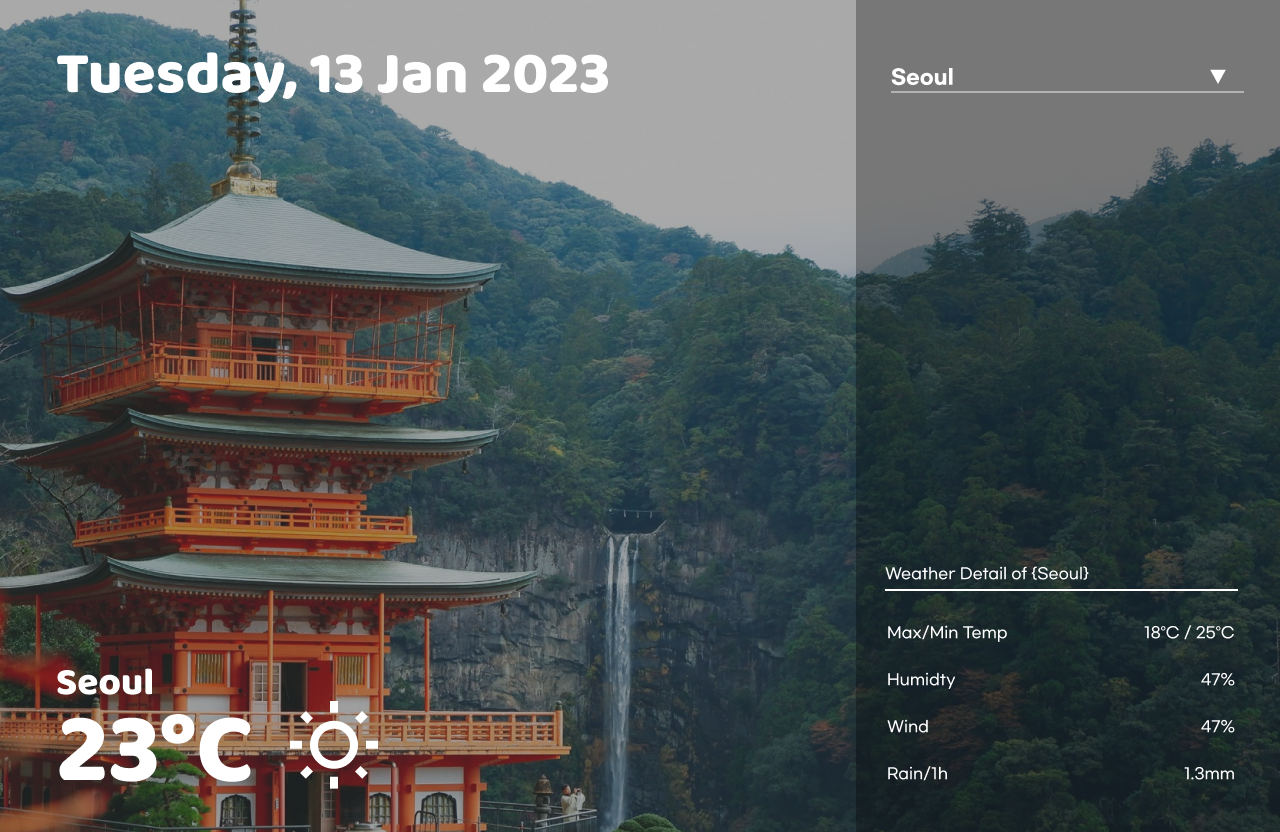 Tuesday, 13 Jan 2023
Seoul ▼
Seoul
23°C
Weather Detail of {Seoul}
Max/Min Temp 18°C / 25°C
Humidty 47%
Wind 47%
Rain/1h 1.3mm